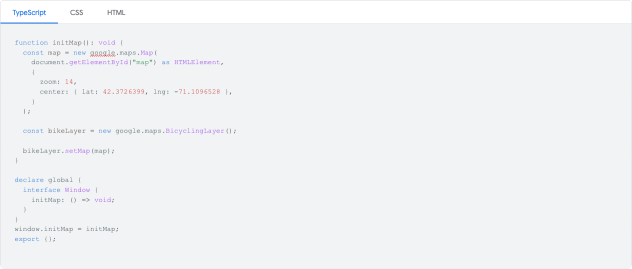 TypeScript CSS HTML
function initMap(): void {
  const map = new google.maps.Map(
    document.getElementById("map") as HTMLElement,
    {
      zoom: 14,
      center: { lat: 42.3726399, lng: -71.1096528 },
    }
  );

  const bikeLayer = new google.maps.BicyclingLayer();

  bikeLayer.setMap(map);
}

declare global {
  interface Window {
    initMap: () => void;
  }
}
window.initMap = initMap;
export {};